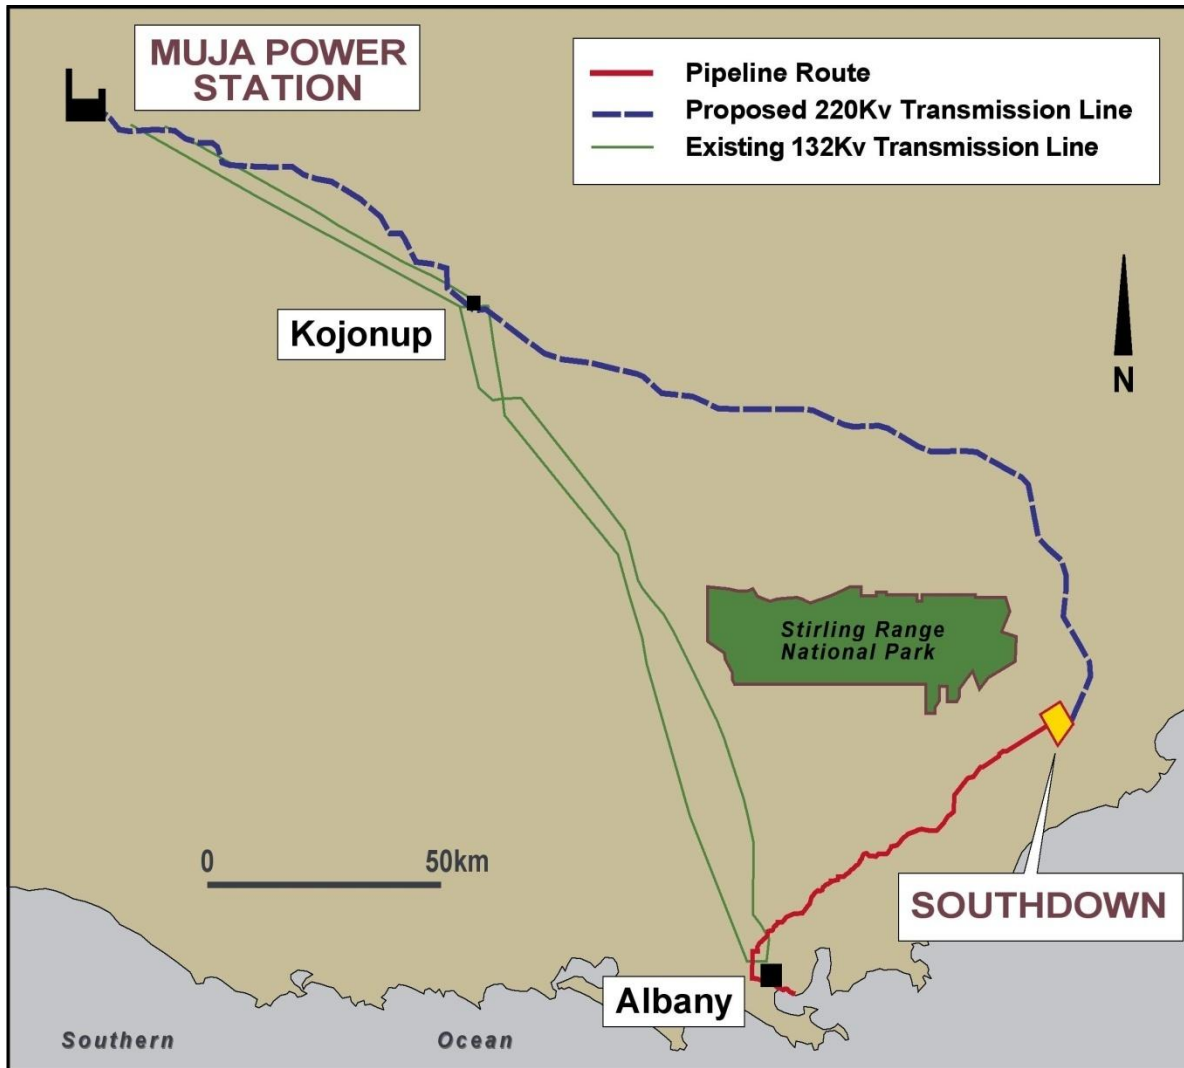 MUJA POWER
STATION
Pipeline Route
Proposed 220Kv Transmission Line
Existing 132Kv Transmission Line
N
Kojonup
Stirling Range
National Park
0 50km
SOUTHDOWN
Albany
Southern Ocean